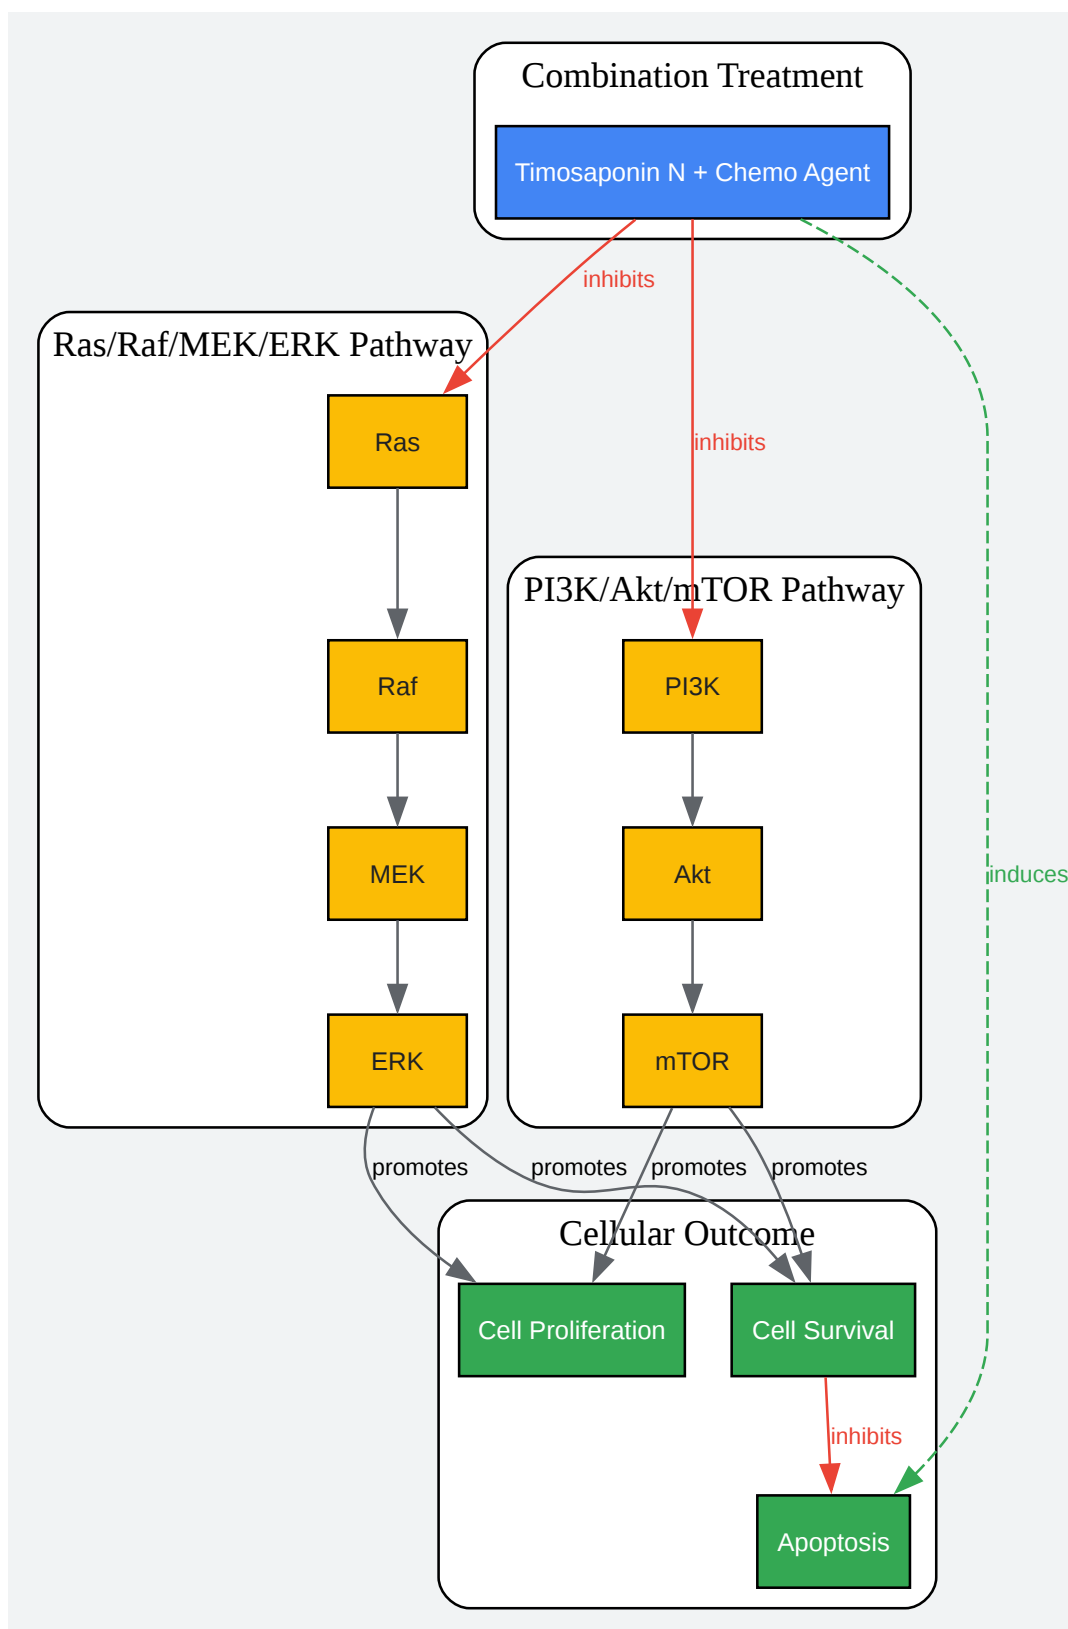 Combination Treatment
Timosaponin N + Chemo Agent
inhibits
Ras/Raf/MEK/ERK Pathway
Ras
inhibits
PI3K/Akt/mTOR Pathway
Raf
PI3K
MEK
Akt
induces
ERK
mTOR
promotes
promotes
promotes
promotes
Cellular Outcome
Cell Proliferation
Cell Survival
inhibits
Apoptosis